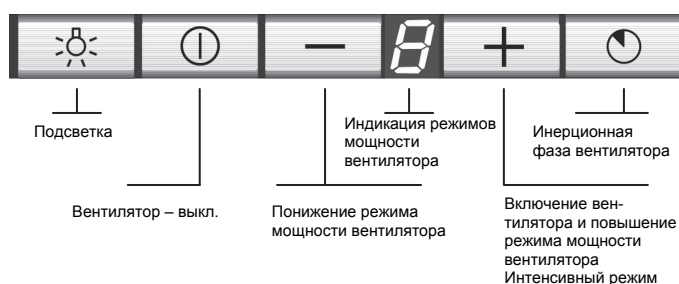 8
Подсветка
Индикация режимов
мощности
вентилятора
Инерционная
фаза вентилятора
Вентилятор – выкл.
Понижение режима
мощности вентилятора
Включение вен-
тилятора и повышение
режима мощности
вентилятора
Интенсивный режим